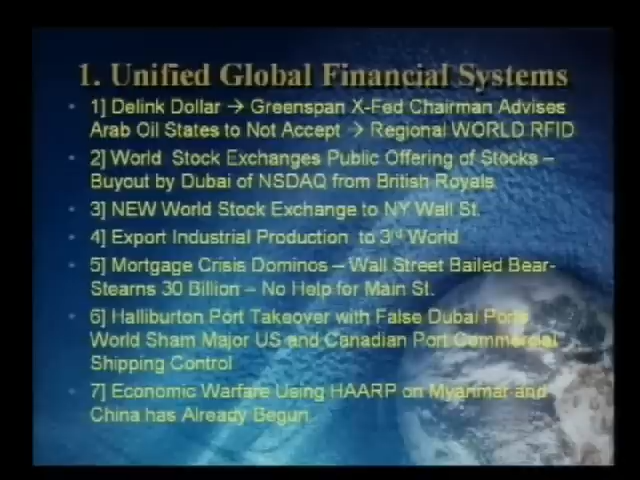 1. Unified Global Financial Systems
• 1] Delink Dollar → Greenspan X-Fed Chairman Advises
Arab Oil States to Not Accept → Regional WORLD RFID
• 2] World Stock Exchanges Public Offering of Stocks –
Buyout by Dubai of NSDAQ from British Royals
• 3] NEW World Stock Exchange to NY Wall St.
• 4] Export Industrial Production to 3rd World
• 5] Mortgage Crisis Dominos – Wall Street Bailed Bear-
Stearns 30 Billion – No Help for Main St.
• 6] Halliburton Port Takeover with False Dubai Ports
World Sham Major US and Canadian Port Commercial
Shipping Control
• 7] Economic Warfare Using HAARP on Myanmar and
China has Already Begun.